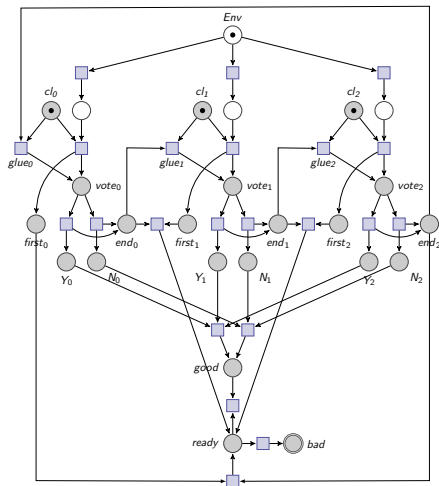 Env
cl0 cl1 cl2
glue0 glue1 glue2
vote0 vote1 vote2
first0 end0 first1 end1 first2 end2
Y0 N0 Y1 N1 Y2 N2
good
ready bad